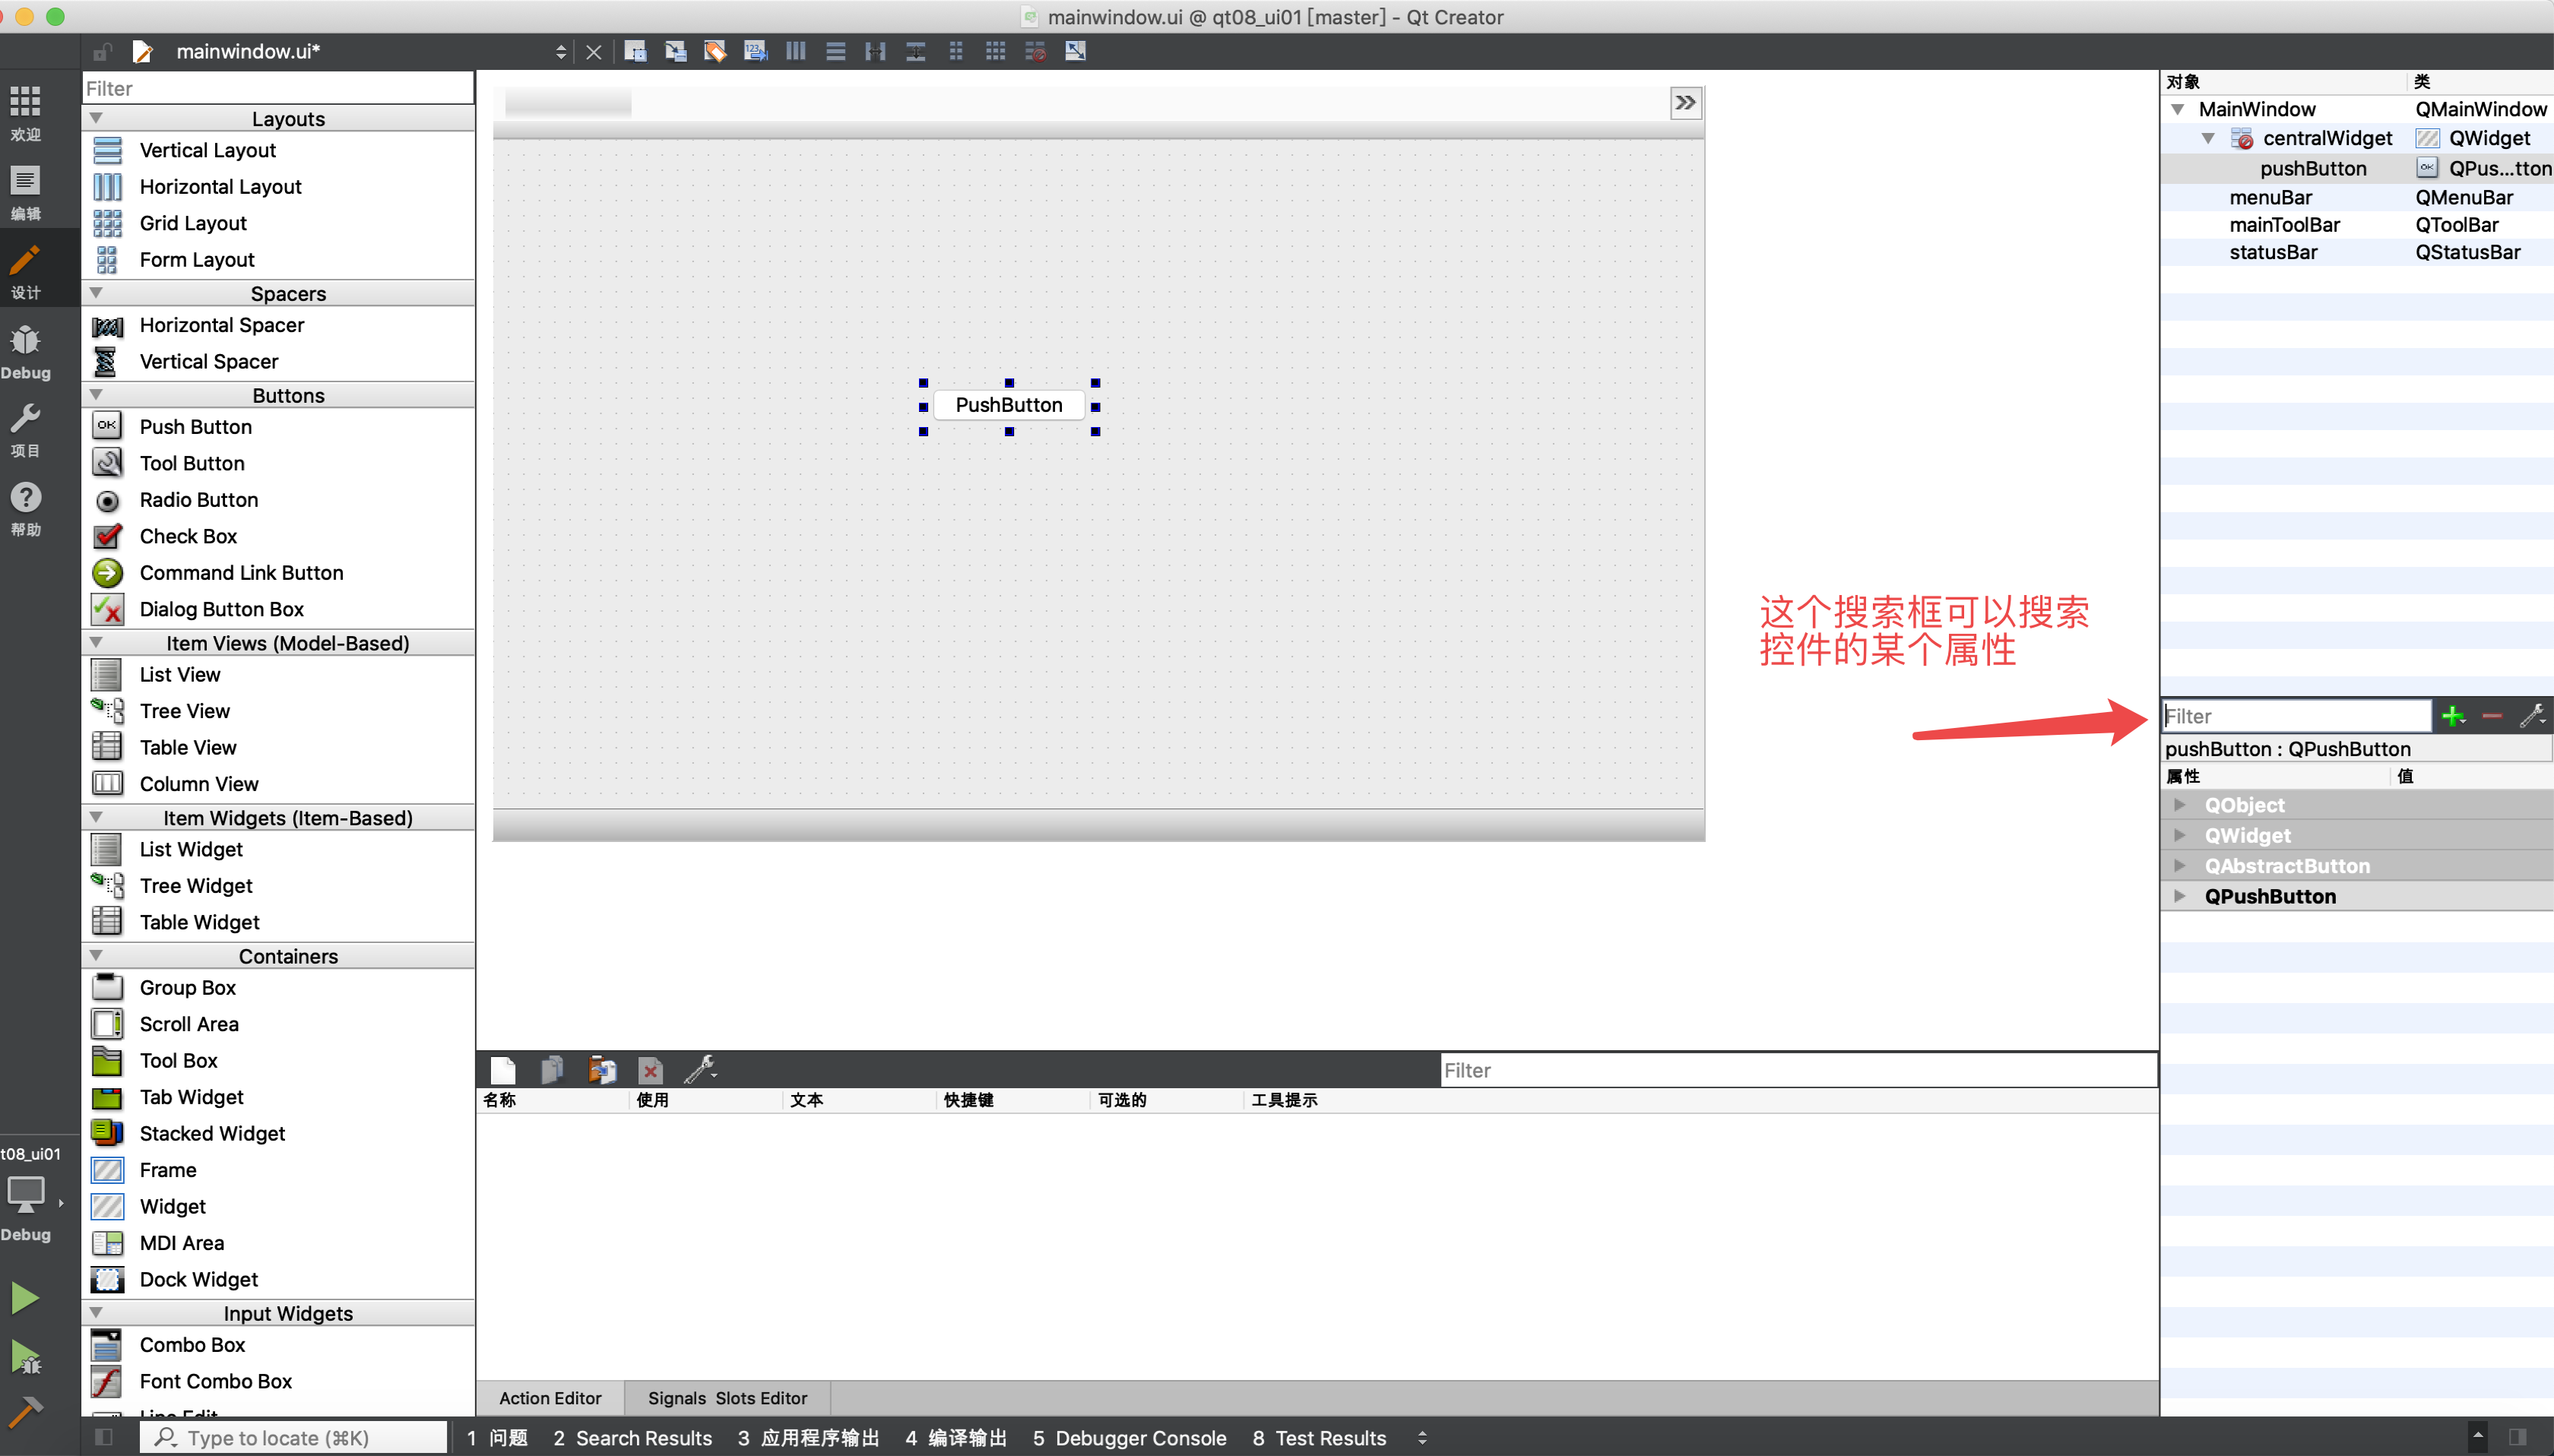 mainwindow.ui @ qt08_ui01 [master] - Qt Creator
mainwindow.ui*
欢迎
编辑
设计
Debug
项目
帮助
t08_ui01
Debug
Filter
Layouts
Vertical Layout
Horizontal Layout
Grid Layout
Form Layout
Spacers
Horizontal Spacer
Vertical Spacer
Buttons
Push Button
Tool Button
Radio Button
Check Box
Command Link Button
Dialog Button Box
Item Views (Model-Based)
List View
Tree View
Table View
Column View
Item Widgets (Item-Based)
List Widget
Tree Widget
Table Widget
Containers
Group Box
Scroll Area
Tool Box
Tab Widget
Stacked Widget
Frame
Widget
MDI Area
Dock Widget
Input Widgets
Combo Box
Font Combo Box
Line Edit
PushButton
这个搜索框可以搜索
控件的某个属性
对象 类
MainWindow QMainWindow
centralWidget QWidget
pushButton QPus...tton
menuBar QMenuBar
mainToolBar QToolBar
statusBar QStatusBar
Filter
pushButton : QPushButton
属性 值
QObject
QWidget
QAbstractButton
QPushButton
Filter
名称 使用 文本 快捷键 可选的 工具提示
Action Editor Signals Slots Editor
Type to locate (⌘K) 1 问题 2 Search Results 3 应用程序输出 4 编译输出 5 Debugger Console 8 Test Results